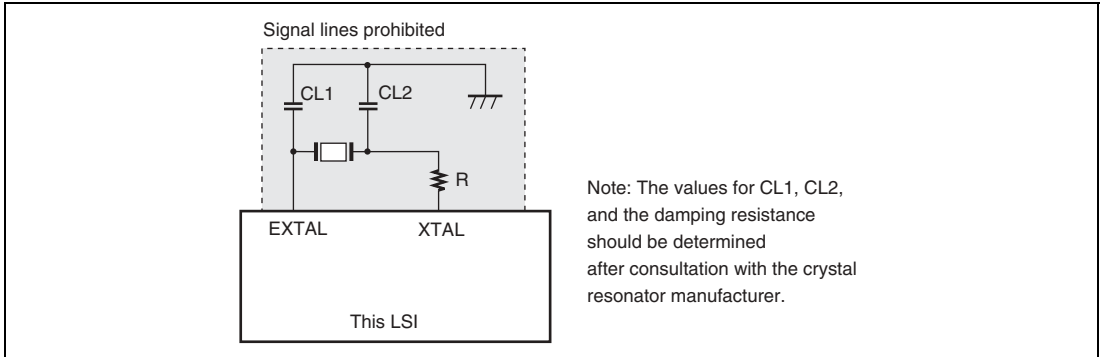 Signal lines prohibited
CL1
CL2
R
EXTAL
XTAL
This LSI
Note: The values for CL1, CL2,
and the damping resistance
should be determined
after consultation with the crystal
resonator manufacturer.